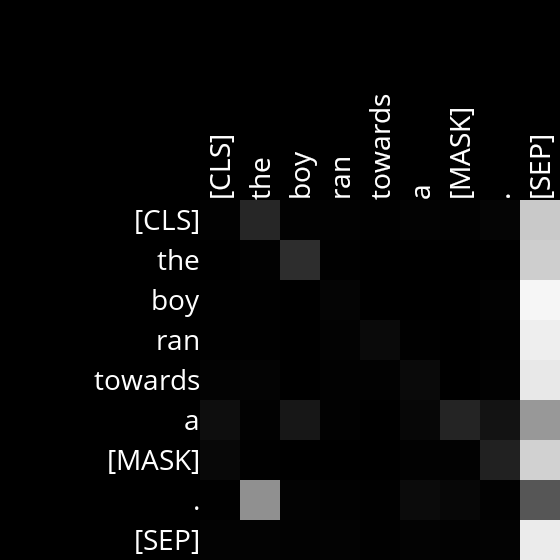 [CLS] the boy ran towards a [MASK] . [SEP]
[CLS]
the
boy
ran
towards
a
[MASK]
.
[SEP]